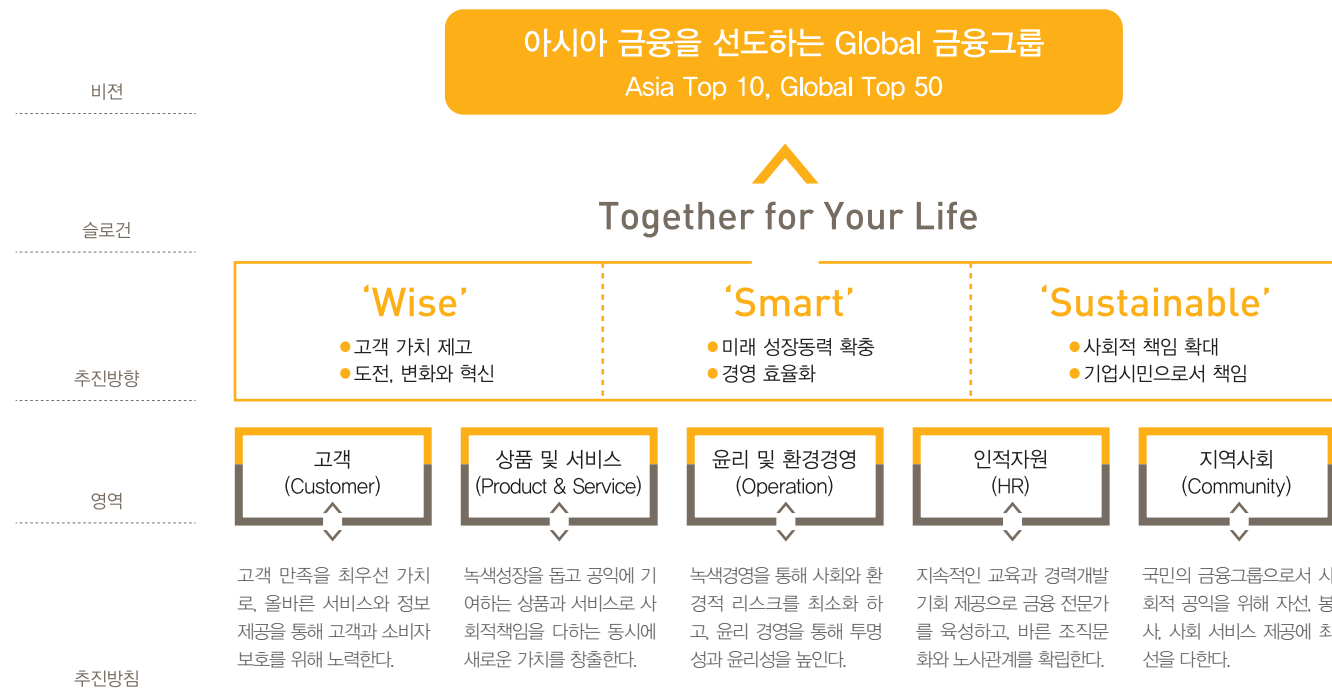 비젼
아시아 금융을 선도하는 Global 금융그룹
Asia Top 10, Global Top 50
슬로건
Together for Your Life
추진방향
‘Wise’
● 고객 가치 제고
● 도전, 변화와 혁신
‘Smart’
● 미래 성장동력 확충
● 경영 효율화
‘Sustainable’
● 사회적 책임 확대
● 기업시민으로서 책임
영역
고객
(Customer)
상품 및 서비스
(Product & Service)
윤리 및 환경경영
(Operation)
인적자원
(HR)
지역사회
(Community)
추진방침
고객 만족을 최우선 가치
로, 올바른 서비스와 정보
제공을 통해 고객과 소비자
보호를 위해 노력한다.
녹색성장을 돕고 공익에 기
여하는 상품과 서비스로 사
회적책임을 다하는 동시에
새로운 가치를 창출한다.
녹색경영을 통해 사회와 환
경적 리스크를 최소화 하
고, 윤리 경영을 통해 투명
성과 윤리성을 높인다.
지속적인 교육과 경력개발
기회 제공으로 금융 전문가
를 육성하고, 바른 조직문
화와 노사관계를 확립한다.
국민의 금융그룹으로서 사
회적 공익을 위해 자선, 봉
사, 사회 서비스 제공에 최
선을 다한다.